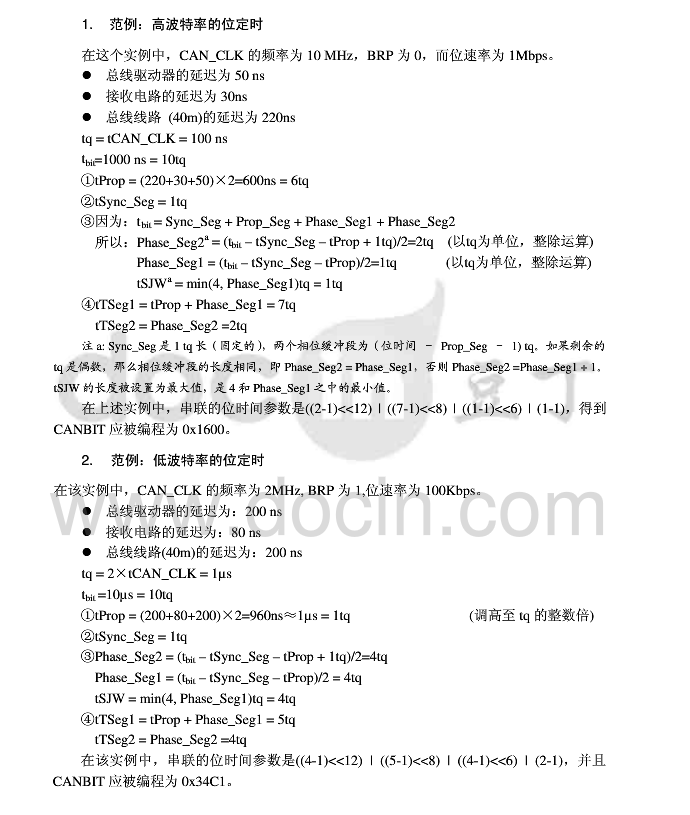 1. 范例：高波特率的位定时
在这个实例中，CAN_CLK 的频率为 10 MHz，BRP 为 0，而位速率为 1Mbps。
● 总线驱动器的延迟为 50 ns
● 接收电路的延迟为 30ns
● 总线线路 (40m)的延迟为 220ns
tq = tCAN_CLK = 100 ns
tbit=1000 ns = 10tq
①tProp = (220+30+50)×2=600ns = 6tq
②tSync_Seg = 1tq
③因为：tbit = Sync_Seg + Prop_Seg + Phase_Seg1 + Phase_Seg2
所以：Phase_Seg2a = (tbit – tSync_Seg – tProp + 1tq)/2=2tq (以tq为单位，整除运算)
Phase_Seg1 = (tbit – tSync_Seg – tProp)/2=1tq (以tq为单位，整除运算)
tSJWa = min(4, Phase_Seg1)tq = 1tq
④tTSeg1 = tProp + Phase_Seg1 = 7tq
tTSeg2 = Phase_Seg2 =2tq
注 a: Sync_Seg 是 1 tq 长（固定的），两个相位缓冲段为（位时间 – Prop_Seg – 1) tq。如果剩余的
tq 是偶数，那么相位缓冲段的长度相同，即 Phase_Seg2 = Phase_Seg1，否则 Phase_Seg2 =Phase_Seg1 + 1。
tSJW 的长度被设置为最大值，是 4 和 Phase_Seg1 之中的最小值。
在上述实例中，串联的位时间参数是((2-1)<<12) | ((7-1)<<8) | ((1-1)<<6) | (1-1)，得到
CANBIT 应被编程为 0x1600。
2. 范例：低波特率的位定时
在该实例中，CAN_CLK 的频率为 2MHz, BRP 为 1,位速率为 100Kbps。
● 总线驱动器的延迟为：200 ns
● 接收电路的延迟为：80 ns
● 总线线路(40m)的延迟为：200 ns
tq = 2×tCAN_CLK = 1μs
tbit =10μs = 10tq
①tProp = (200+80+200)×2=960ns≈1μs = 1tq (调高至 tq 的整数倍)
②tSync_Seg = 1tq
③Phase_Seg2 = (tbit – tSync_Seg – tProp + 1tq)/2=4tq
Phase_Seg1 = (tbit – tSync_Seg – tProp)/2 = 4tq
tSJW = min(4, Phase_Seg1)tq = 4tq
④tTSeg1 = tProp + Phase_Seg1 = 5tq
tTSeg2 = Phase_Seg2 =4tq
在该实例中，串联的位时间参数是((4-1)<<12) | ((5-1)<<8) | ((4-1)<<6) | (2-1)，并且
CANBIT 应被编程为 0x34C1。
docin 豆丁
www.docin.com